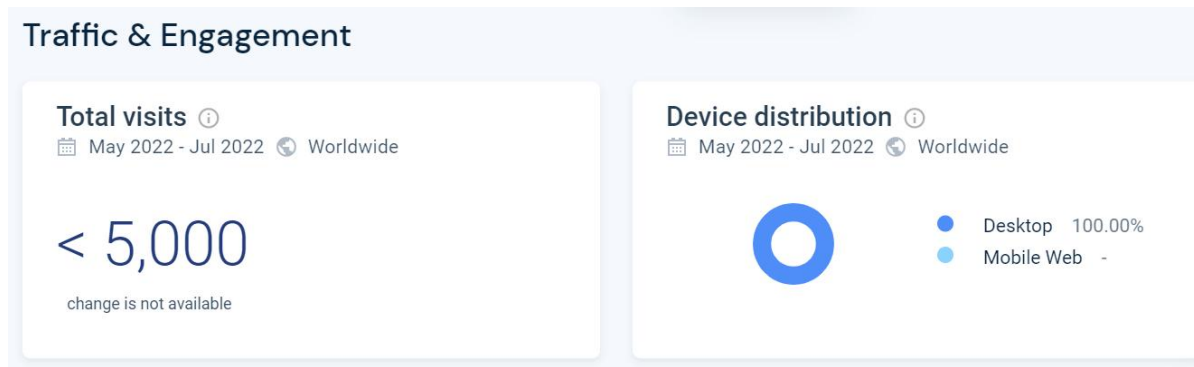 Traffic & Engagement
Total visits
May 2022 - Jul 2022 Worldwide
< 5,000
change is not available
Device distribution
May 2022 - Jul 2022 Worldwide
Desktop 100.00%
Mobile Web -